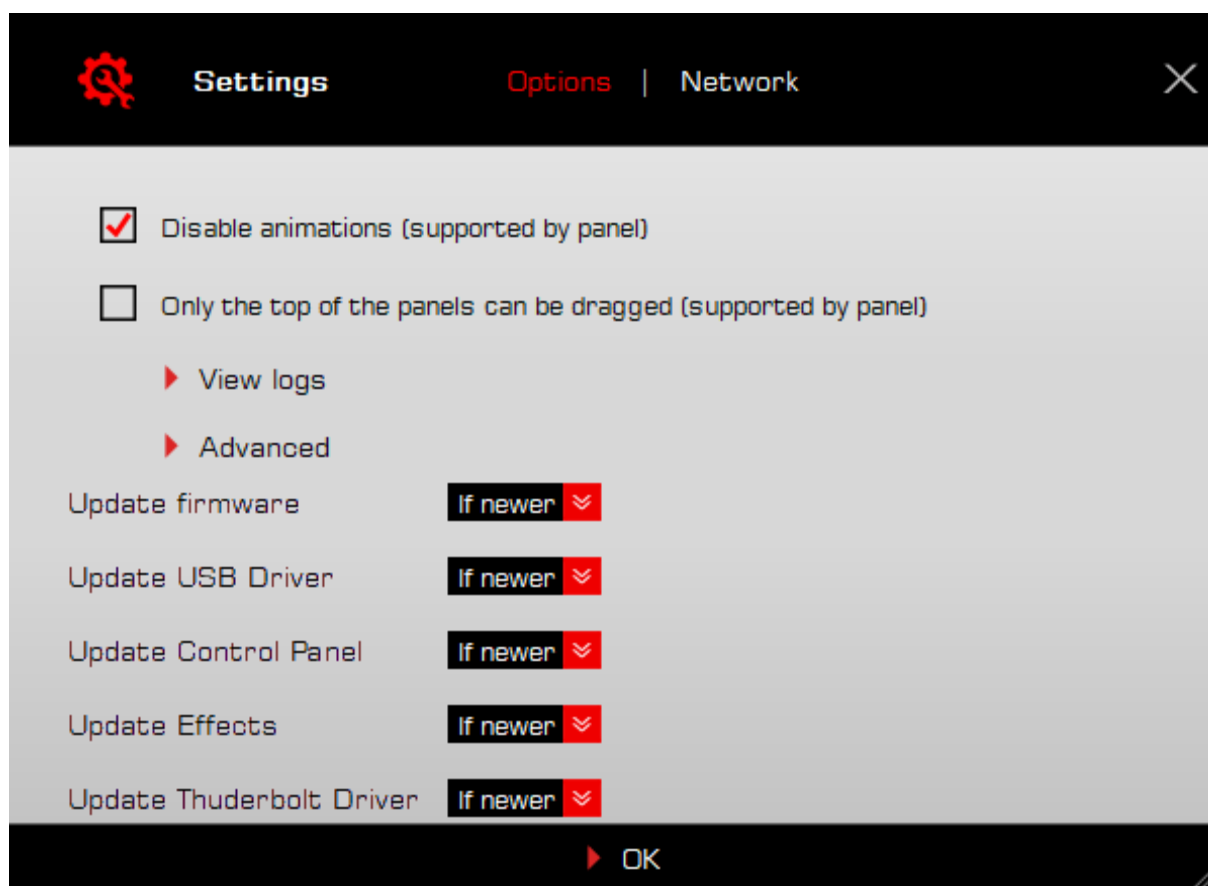 Settings Options | Network
Disable animations (supported by panel)
Only the top of the panels can be dragged (supported by panel)
View logs
Advanced
Update firmware If newer
Update USB Driver If newer
Update Control Panel If newer
Update Effects If newer
Update Thuderbolt Driver If newer
OK